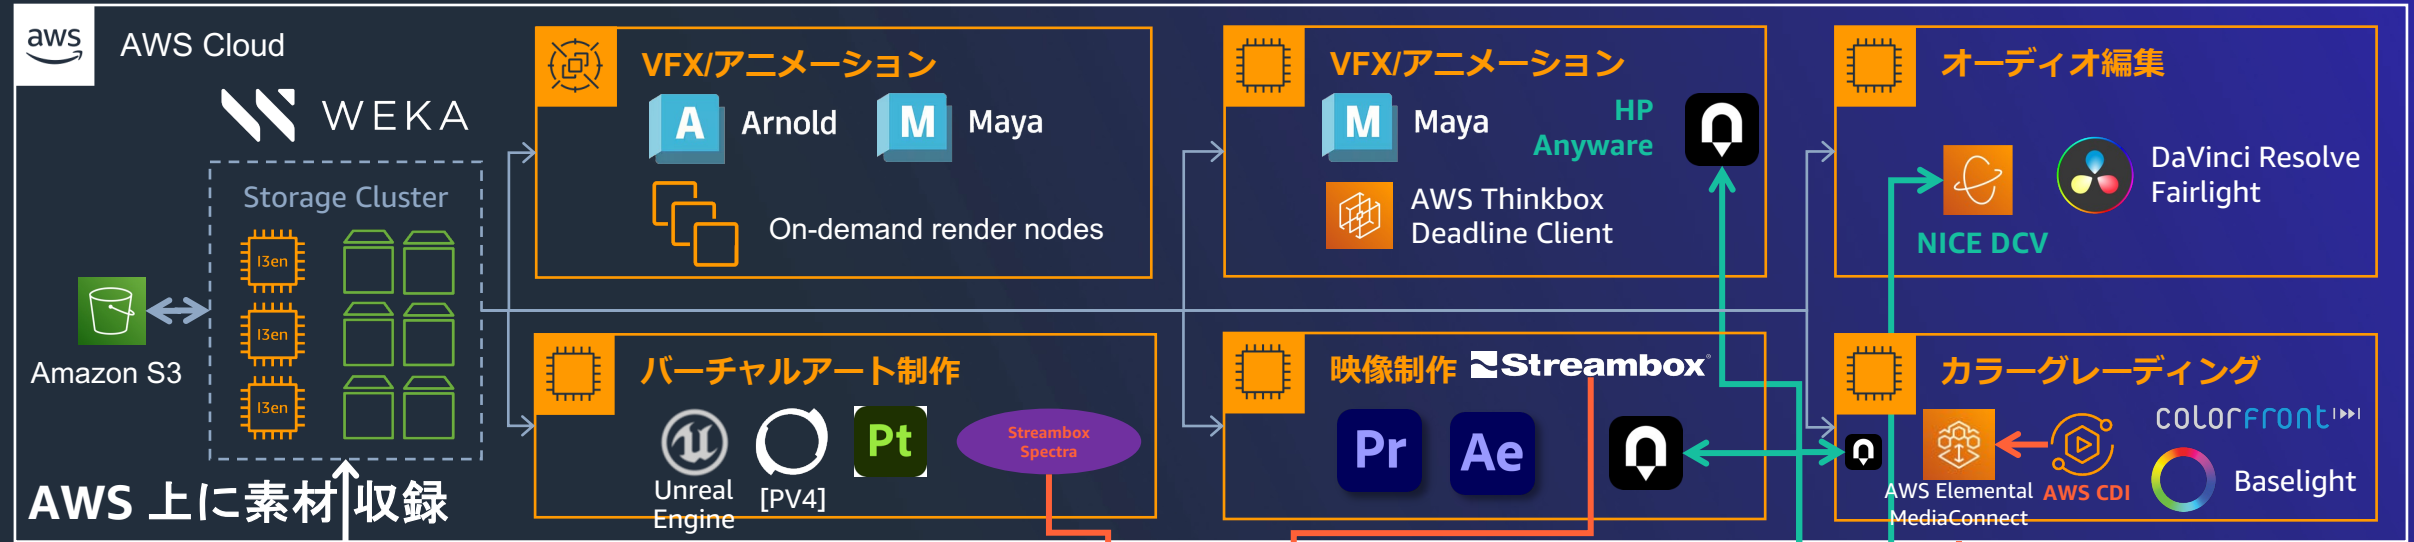 aws
AWS Cloud
WEKA
Storage Cluster
I3en
I3en
I3en
Amazon S3
AWS 上に素材収録
VFX/アニメーション
A
Arnold
M
Maya
On-demand render nodes
バーチャルアート制作
Unreal
Engine
[PV4]
Pt
Streambox
Spectra
VFX/アニメーション
M
Maya
HP
Anyware
AWS Thinkbox
Deadline Client
映像制作
Streambox
Pr
Ae
オーディオ編集
NICE DCV
DaVinci Resolve
Fairlight
カラーグレーディング
AWS Elemental
MediaConnect
AWS CDI
colorfront
Baselight